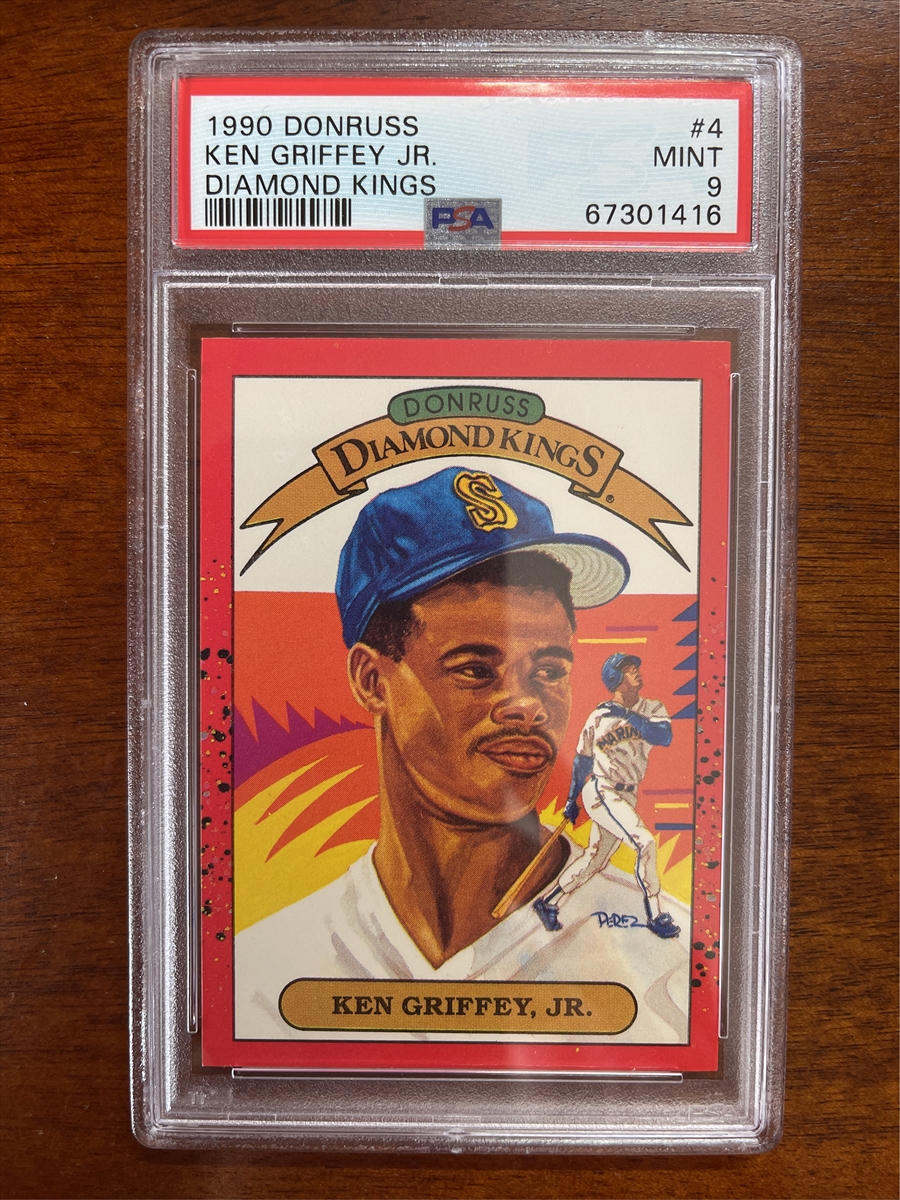 1990 DONRUSS #4
KEN GRIFFEY JR. MINT
DIAMOND KINGS 9
PSA 67301416
DONRUSS
DIAMOND KINGS®
S
MARIN
PEREZ
KEN GRIFFEY, JR.